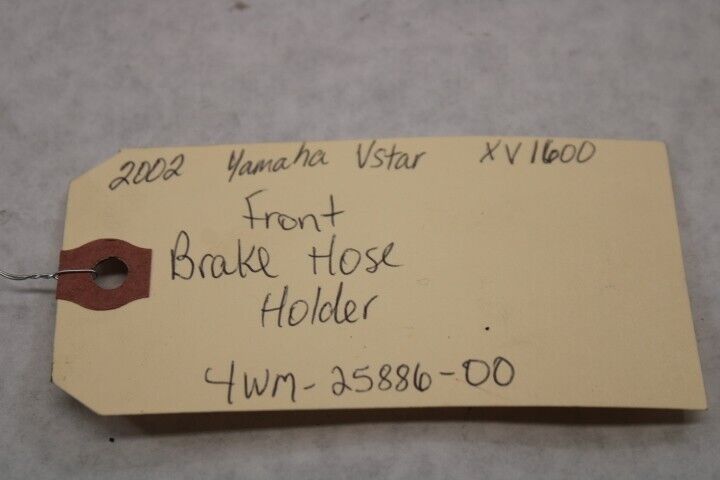 2002 Yamaha Vstar XV1600
Front
Brake Hose
Holder
4WM-25886-00